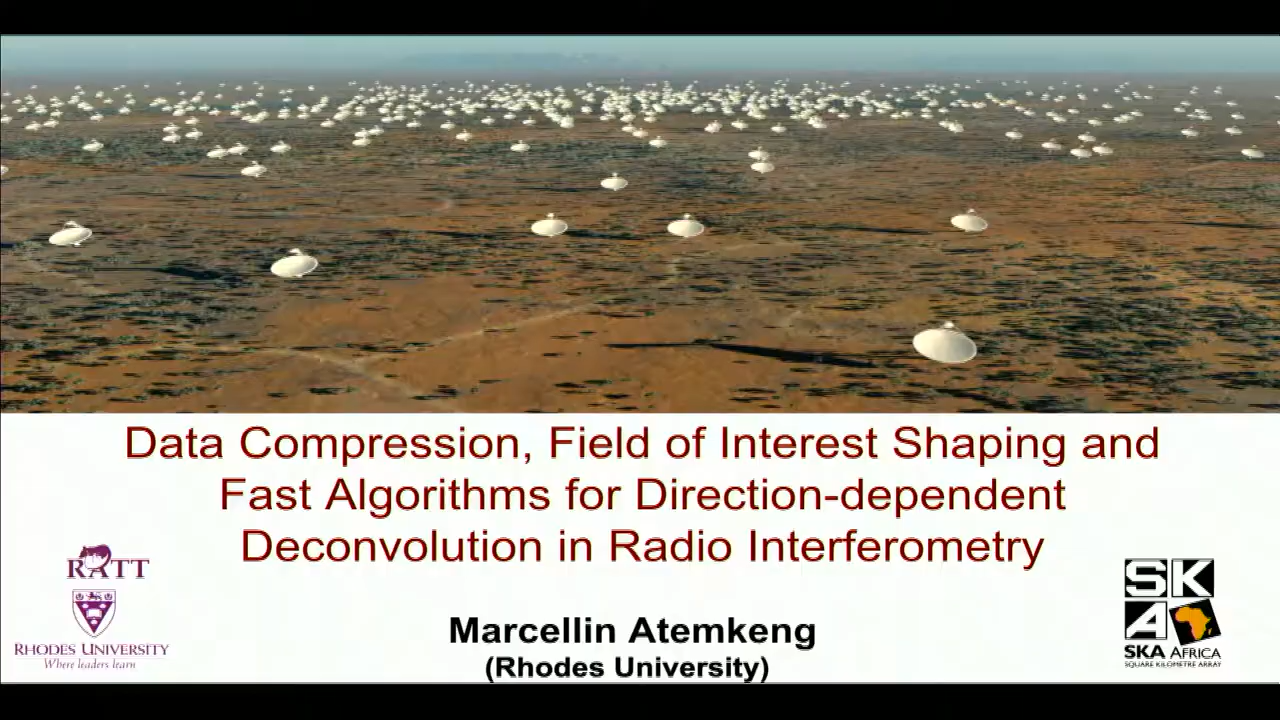 Data Compression, Field of Interest Shaping and
Fast Algorithms for Direction-dependent
Deconvolution in Radio Interferometry
RATT
RHODES UNIVERSITY
Where leaders learn
Marcellin Atemkeng
(Rhodes University)
SK
A
SKA AFRICA
SQUARE KILOMETRE ARRAY